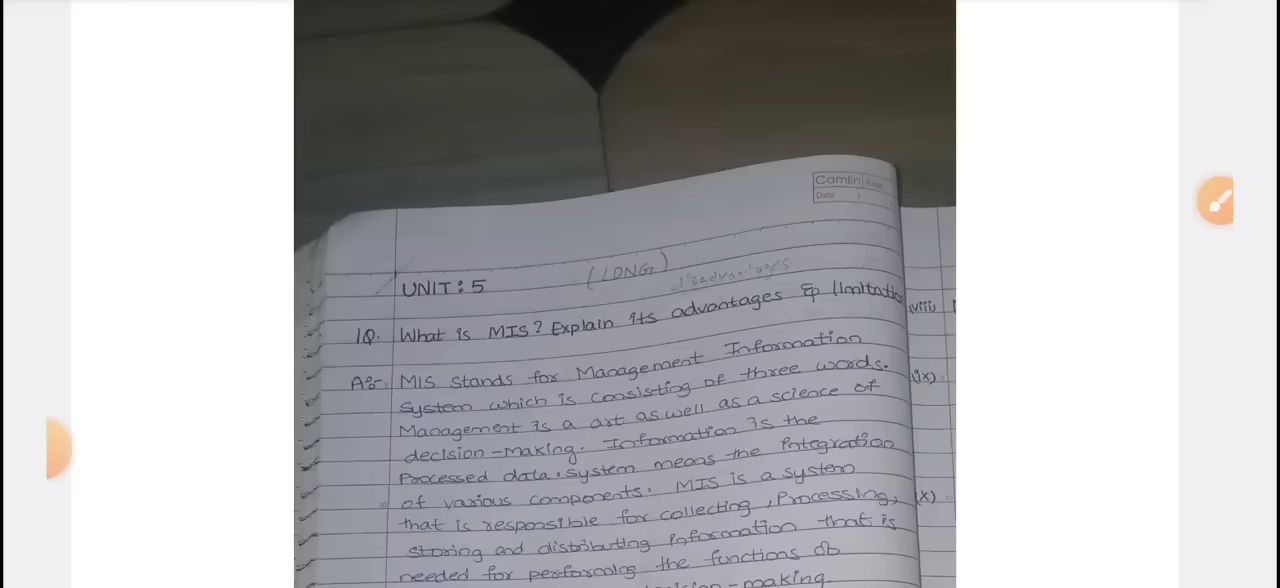 Camlin Page
Date /
(LONG)
disadvantages
UNIT: 5
1Q. What is MIS? Explain its advantages & limitatio
A:- MIS stands for Management Information
System which is consisting of three words.
Management is a art as well as a science of
decision-making. Information is the
Processed data. System means the integration
of various components. MIS is a system
that is responsible for collecting, Processing,
storing and distributing information that is
needed for performing the functions of
-making
(viii)
(ix)
(x)